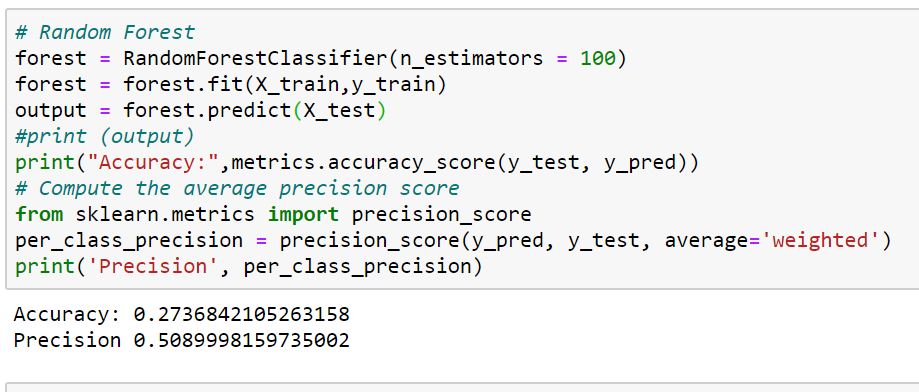 # Random Forest
forest = RandomForestClassifier(n_estimators = 100)
forest = forest.fit(X_train,y_train)
output = forest.predict(X_test)
#print (output)
print("Accuracy:",metrics.accuracy_score(y_test, y_pred))
# Compute the average precision score
from sklearn.metrics import precision_score
per_class_precision = precision_score(y_pred, y_test, average='weighted')
print('Precision', per_class_precision)
Accuracy: 0.2736842105263158
Precision 0.5089998159735002